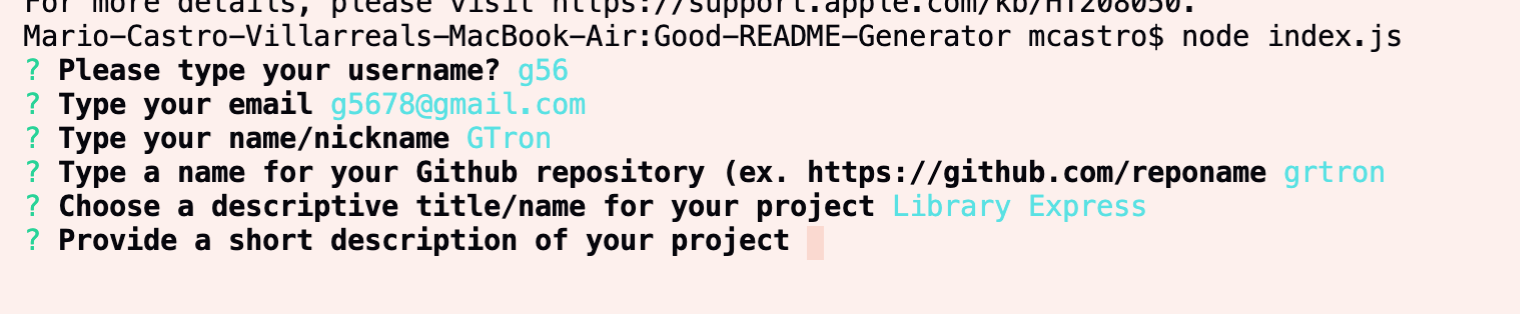 For more details, please visit https://support.apple.com/kb/HT208050.
Mario-Castro-Villarreals-MacBook-Air:Good-README-Generator mcastro$ node index.js
? Please type your username? g56
? Type your email g5678@gmail.com
? Type your name/nickname GTron
? Type a name for your Github repository (ex. https://github.com/reponame grtron
? Choose a descriptive title/name for your project Library Express
? Provide a short description of your project